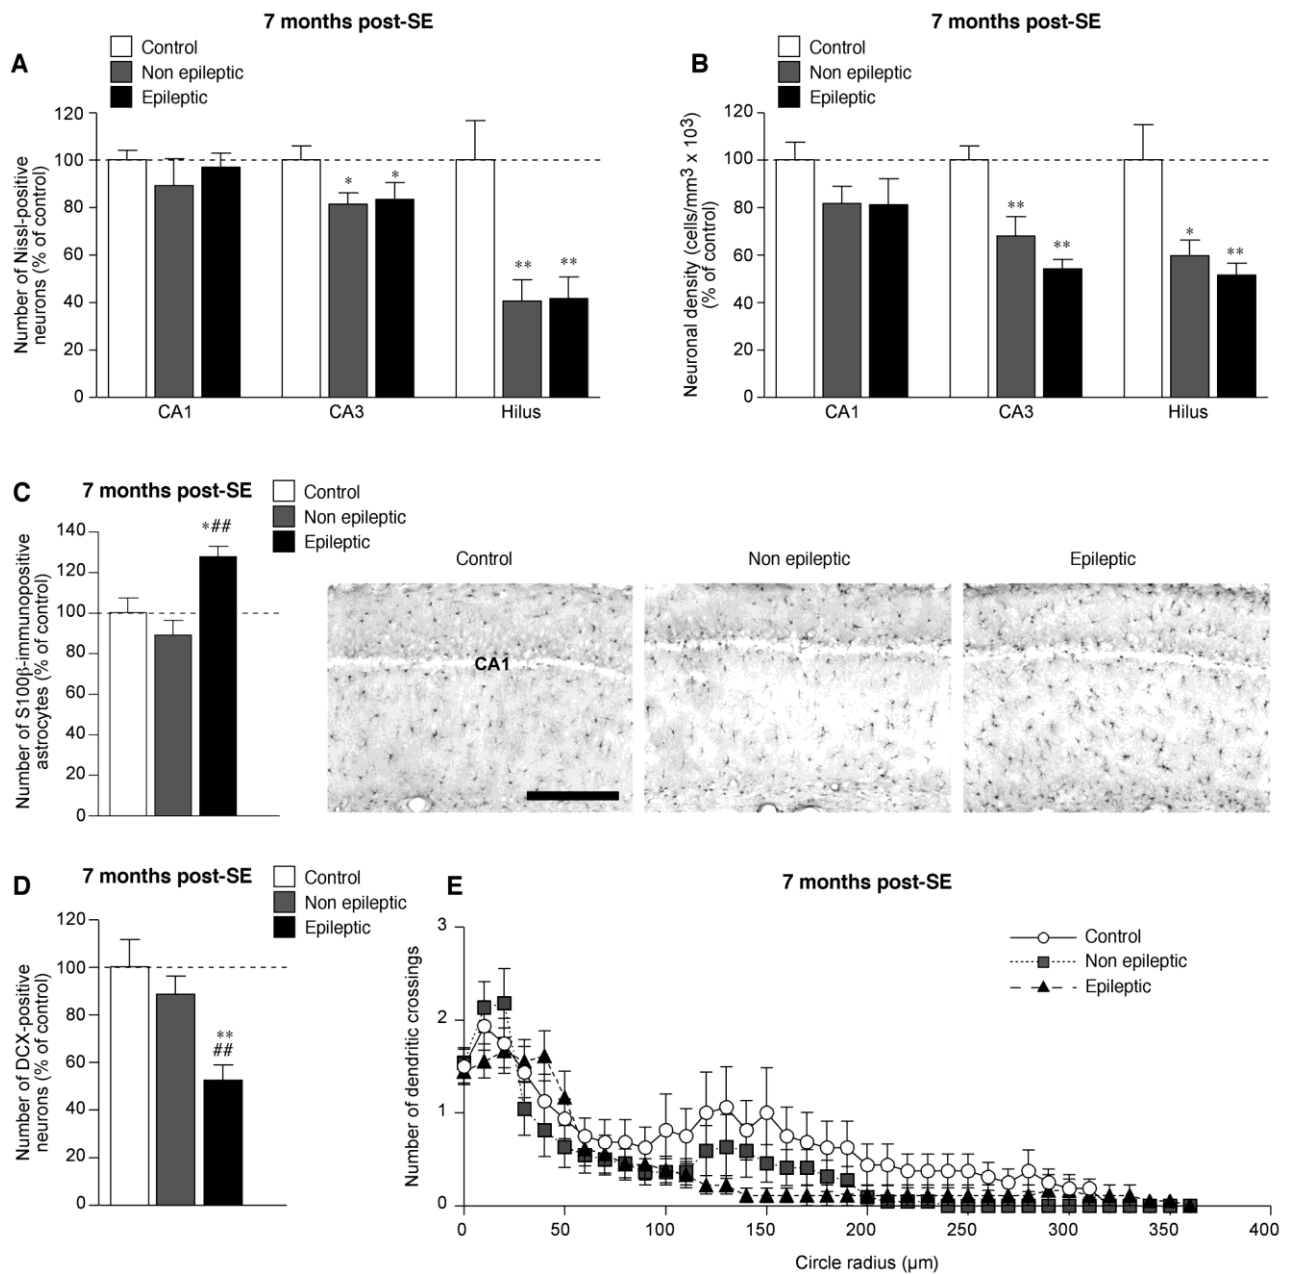 7 months post-SE
A
Control
Non epileptic
Epileptic
Number of Nissl-positive
neurons (% of control)
120
100
80
60
40
20
0
*
*
**
**
CA1
CA3
Hilus
7 months post-SE
B
Control
Non epileptic
Epileptic
Neuronal density (cells/mm3 x 103)
(% of control)
120
100
80
60
40
20
0
**
**
*
**
CA1
CA3
Hilus
C
7 months post-SE
Control
Non epileptic
Epileptic
Number of S100β-immunopositive
astrocytes (% of control)
140
120
100
80
60
40
20
0
*##
Control
Non epileptic
Epileptic
CA1
D
7 months post-SE
Control
Non epileptic
Epileptic
Number of DCX-positive
neurons (% of control)
120
100
80
60
40
20
0
**
##
E
7 months post-SE
Control
Non epileptic
Epileptic
Number of dendritic crossings
3
2
1
0
0
50
100
150
200
250
300
350
400
Circle radius (µm)